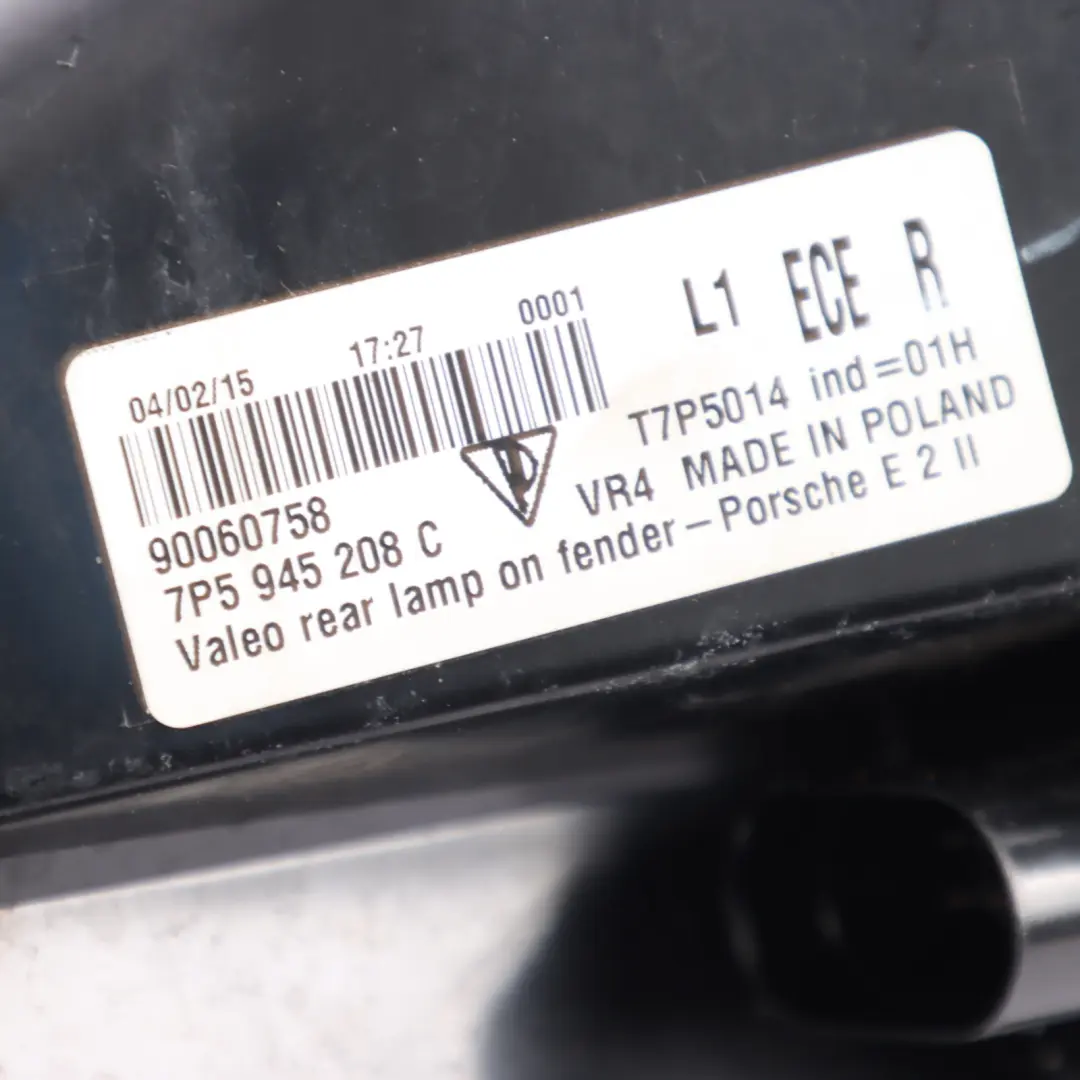 04/02/15 17:27 0001
L1 ECE R
90060758
T7P5014 ind=01H
7P5 945 208 C
VR4 MADE IN POLAND
Valeo rear lamp on fender-Porsche E 2 II